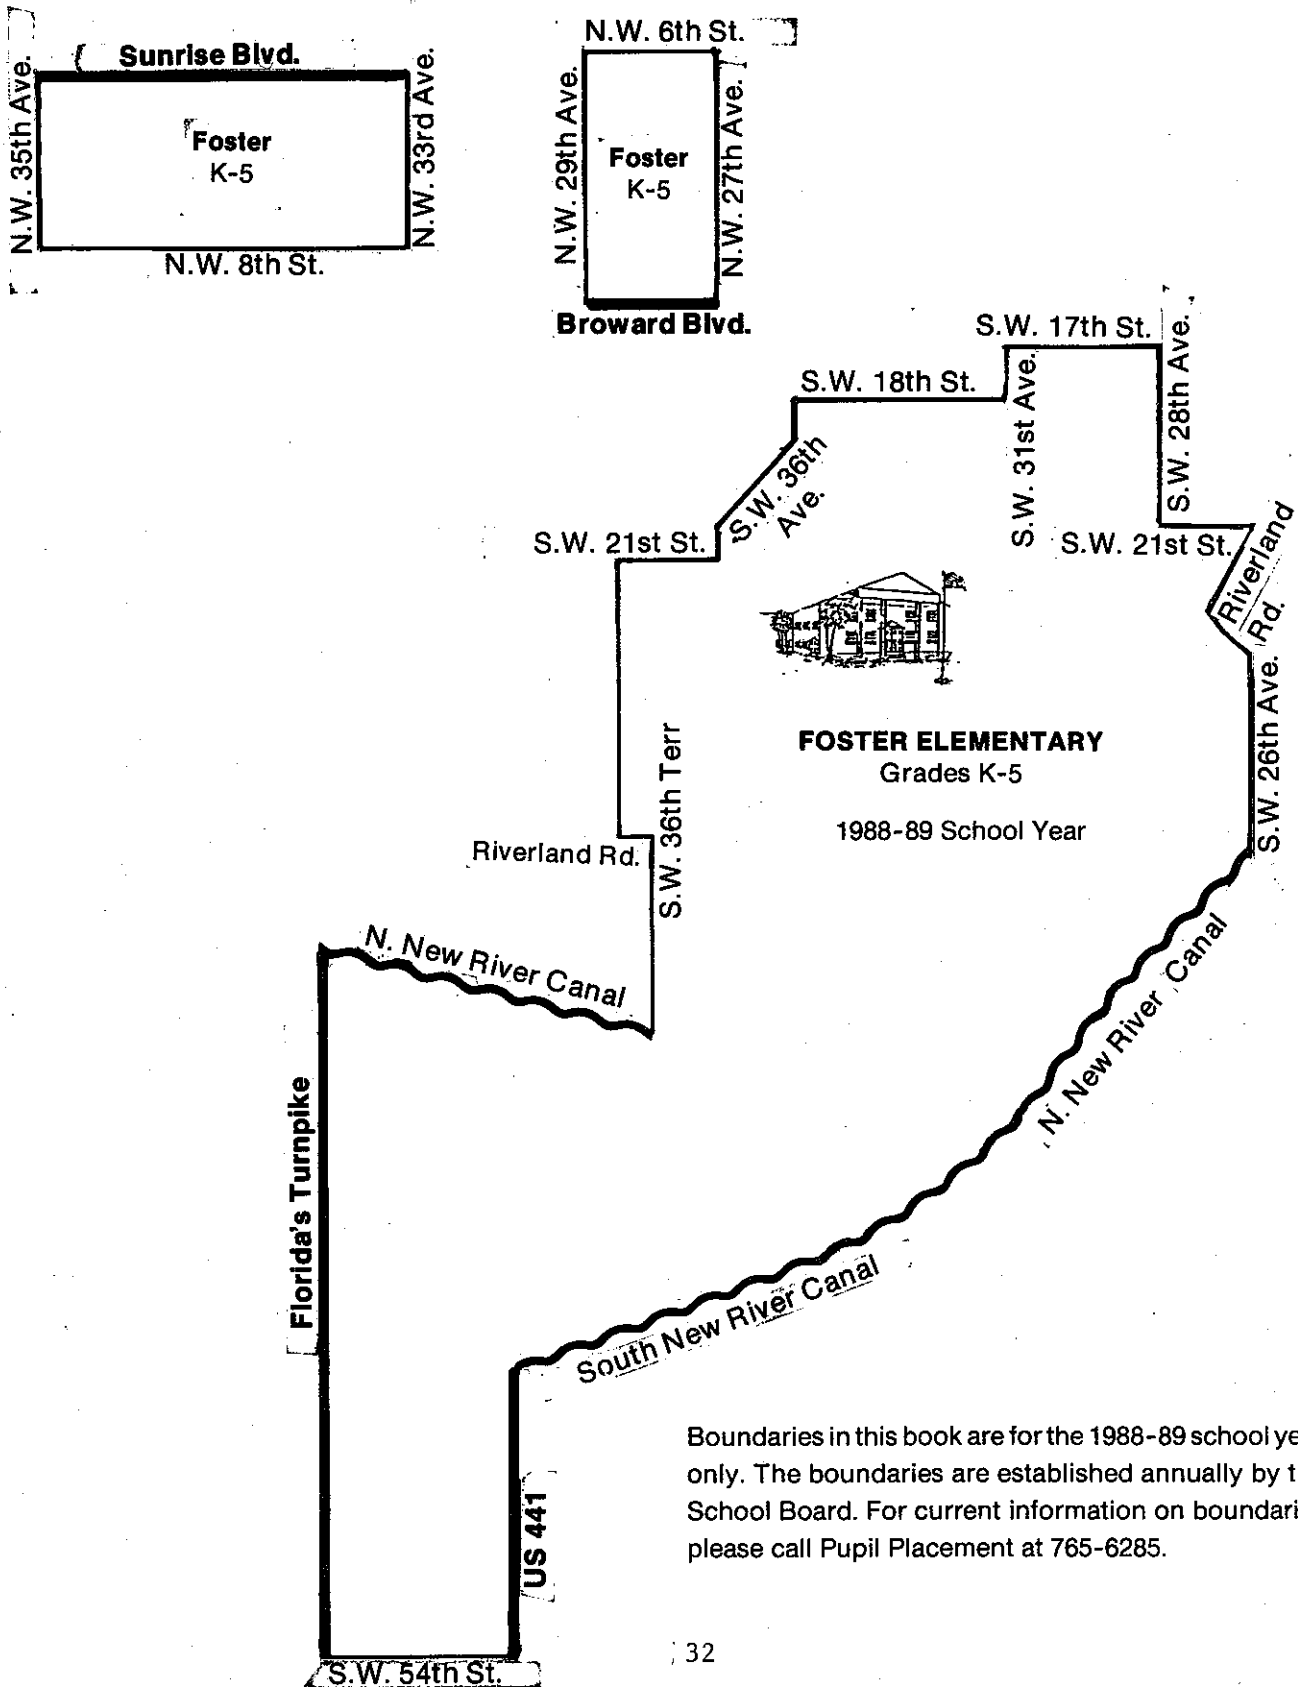 Sunrise Blvd.
N.W. 35th Ave.
Foster
K-5
N.W. 33rd Ave.
N.W. 8th St.
N.W. 6th St.
N.W. 29th Ave.
Foster
K-5
N.W. 27th Ave.
Broward Blvd.
S.W. 17th St.
S.W. 18th St.
S.W. 31st Ave.
S.W. 28th Ave.
S.W. 36th
Ave.
S.W. 21st St.
S.W. 21st St.
Riverland
Rd.
S.W. 26th Ave.
FOSTER ELEMENTARY
Grades K-5
1988-89 School Year
S.W. 36th Terr
Riverland Rd.
N. New River Canal
N. New River Canal
Florida's Turnpike
South New River Canal
US 441
S.W. 54th St.
Boundaries in this book are for the 1988-89 school ye
only. The boundaries are established annually by t
School Board. For current information on boundari
please call Pupil Placement at 765-6285.
32